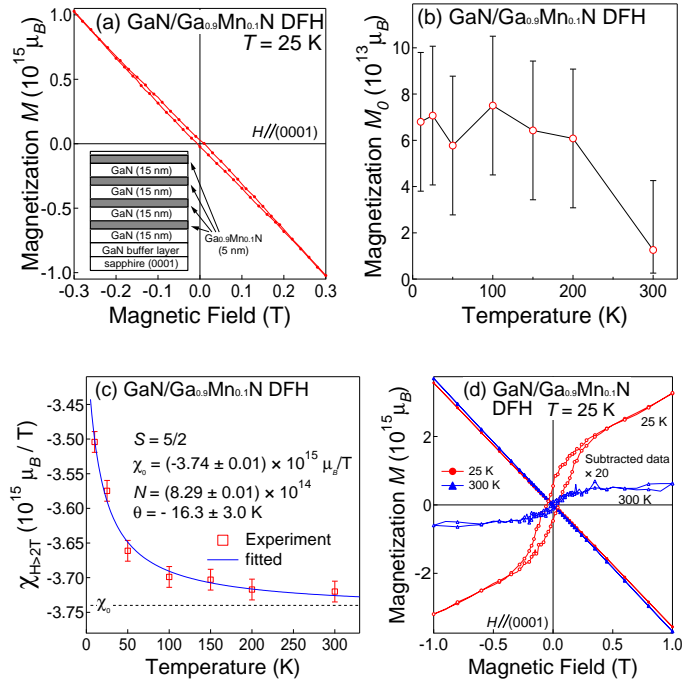 (a) GaN/Ga0.9Mn0.1N DFH
T = 25 K
Magnetization M (10^15 μB)
1.0
0.5
0.0
-0.5
-1.0
H//(0001)
GaN (15 nm)
GaN (15 nm)
GaN (15 nm)
GaN (15 nm)
GaN buffer layer
sapphire (0001)
Ga0.9Mn0.1N
(5 nm)
-0.3 -0.2 -0.1 0.0 0.1 0.2 0.3
Magnetic Field (T)
(b) GaN/Ga0.9Mn0.1N DFH
Magnetization M0 (10^13 μB)
10
8
6
4
2
0
0 100 200 300
Temperature (K)
(c) GaN/Ga0.9Mn0.1N DFH
χH>2T (10^15 μB / T)
-3.45
-3.50
-3.55
-3.60
-3.65
-3.70
-3.75
S = 5/2
χ0 = (-3.74 ± 0.01) × 10^15 μB/T
N = (8.29 ± 0.01) × 10^14
θ = - 16.3 ± 3.0 K
Experiment
fitted
χ0
0 50 100 150 200 250 300
Temperature (K)
(d) GaN/Ga0.9Mn0.1N
DFH T = 25 K
Magnetization M (10^15 μB)
2
0
-2
25 K
25 K
300 K
Subtracted data
× 20
300 K
H//(0001)
-1.0 -0.5 0.0 0.5 1.0
Magnetic Field (T)